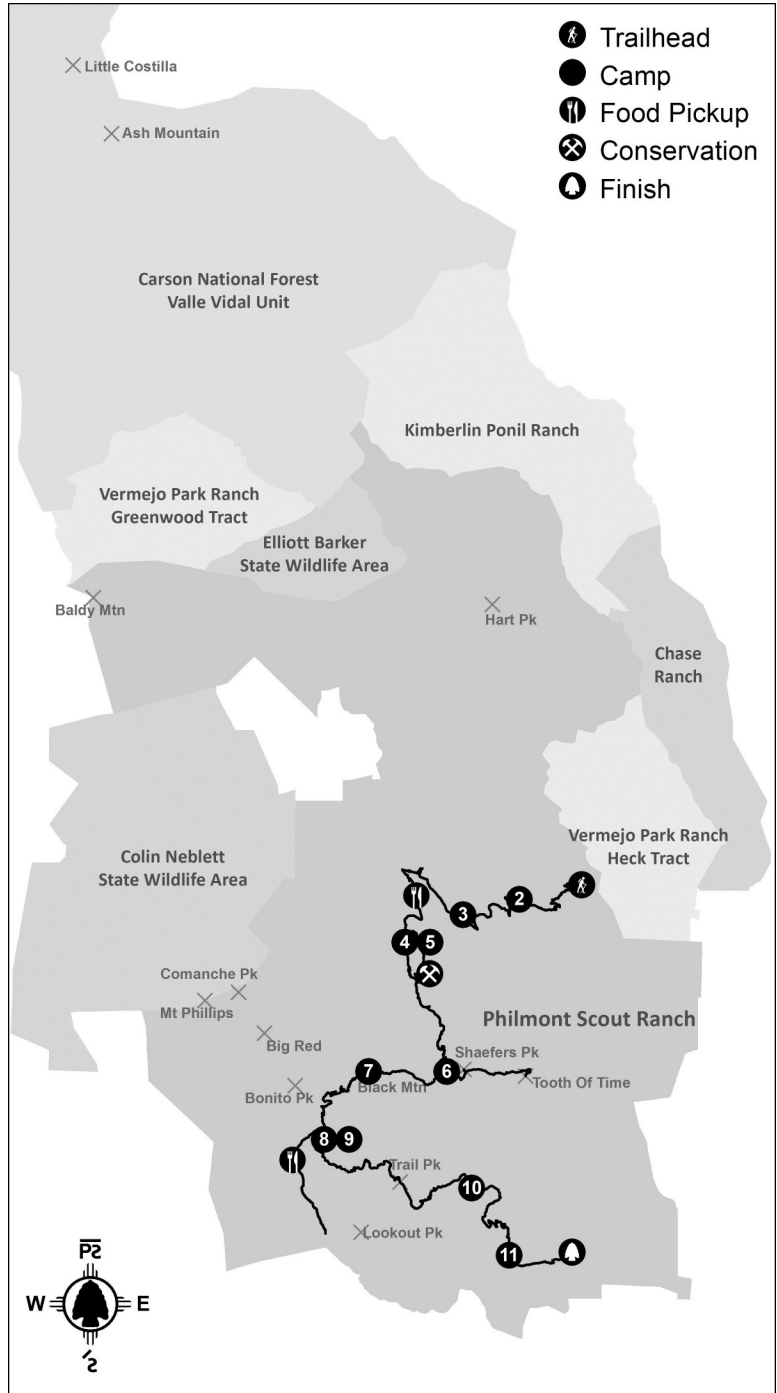 Trailhead
Camp
Food Pickup
Conservation
Finish
Little Costilla
Ash Mountain
Carson National Forest
Valle Vidal Unit
Kimberlin Ponil Ranch
Vermejo Park Ranch
Greenwood Tract
Elliott Barker
State Wildlife Area
Baldy Mtn
Hart Pk
Chase
Ranch
Vermejo Park Ranch
Heck Tract
Colin Neblett
State Wildlife Area
2
3
4
5
Comanche Pk
Mt Phillips
Philmont Scout Ranch
Big Red
Shaefers Pk
7
6
Black Mtn
Tooth Of Time
Bonito Pk
8
9
Trail Pk
10
Lookout Pk
11
W
E